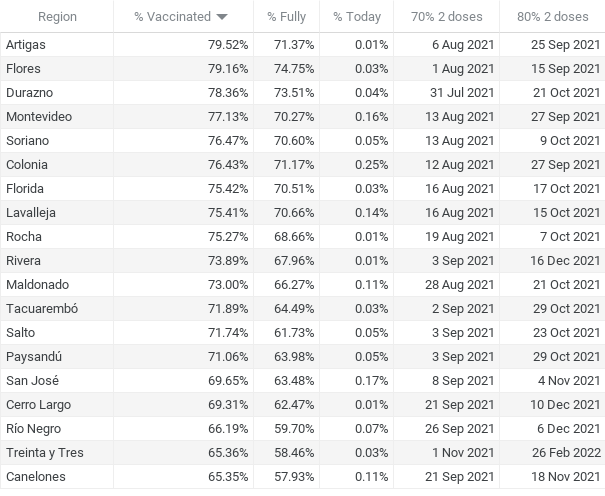 Region % Vaccinated % Fully % Today 70% 2 doses 80% 2 doses
Artigas 79.52% 71.37% 0.01% 6 Aug 2021 25 Sep 2021
Flores 79.16% 74.75% 0.03% 1 Aug 2021 15 Sep 2021
Durazno 78.36% 73.51% 0.04% 31 Jul 2021 21 Oct 2021
Montevideo 77.13% 70.27% 0.16% 13 Aug 2021 27 Sep 2021
Soriano 76.47% 70.60% 0.05% 13 Aug 2021 9 Oct 2021
Colonia 76.43% 71.17% 0.25% 12 Aug 2021 27 Sep 2021
Florida 75.42% 70.51% 0.03% 16 Aug 2021 17 Oct 2021
Lavalleja 75.41% 70.66% 0.14% 16 Aug 2021 15 Oct 2021
Rocha 75.27% 68.66% 0.01% 19 Aug 2021 7 Oct 2021
Rivera 73.89% 67.96% 0.01% 3 Sep 2021 16 Dec 2021
Maldonado 73.00% 66.27% 0.11% 28 Aug 2021 21 Oct 2021
Tacuarembó 71.89% 64.49% 0.03% 2 Sep 2021 29 Oct 2021
Salto 71.74% 61.73% 0.05% 3 Sep 2021 23 Oct 2021
Paysandú 71.06% 63.98% 0.05% 3 Sep 2021 29 Oct 2021
San José 69.65% 63.48% 0.17% 8 Sep 2021 4 Nov 2021
Cerro Largo 69.31% 62.47% 0.01% 21 Sep 2021 10 Dec 2021
Río Negro 66.19% 59.70% 0.07% 26 Sep 2021 6 Dec 2021
Treinta y Tres 65.36% 58.46% 0.03% 1 Nov 2021 26 Feb 2022
Canelones 65.35% 57.93% 0.11% 21 Sep 2021 18 Nov 2021